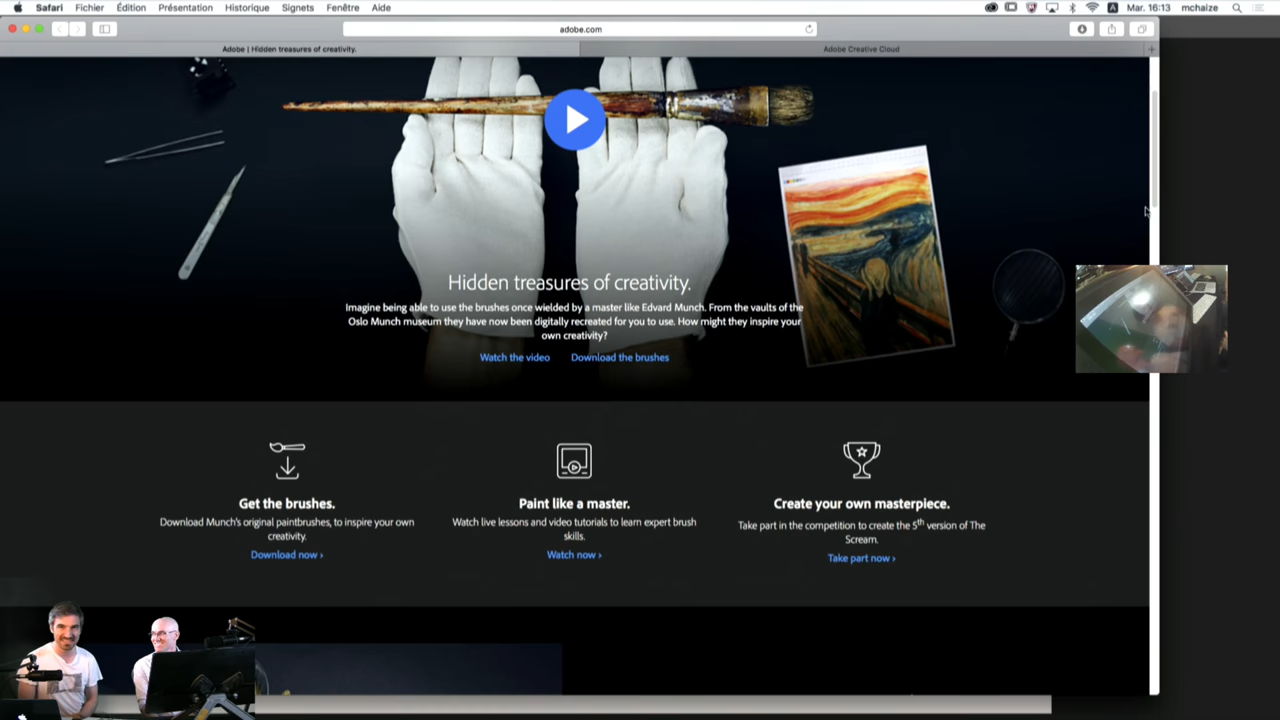 Safari Fichier Édition Présentation Historique Signets Fenêtre Aide
Mar. 16:13 mchaize
adobe.com
Adobe | Hidden treasures of creativity.
Adobe Creative Cloud
Hidden treasures of creativity.
Imagine being able to use the brushes once wielded by a master like Edvard Munch. From the vaults of the
Oslo Munch museum they have now been digitally recreated for you to use. How might they inspire your
own creativity?
Watch the video Download the brushes
Get the brushes.
Download Munch's original paintbrushes, to inspire your own
creativity.
Download now ›
Paint like a master.
Watch live lessons and video tutorials to learn expert brush
skills.
Watch now ›
Create your own masterpiece.
Take part in the competition to create the 5th version of The
Scream.
Take part now ›